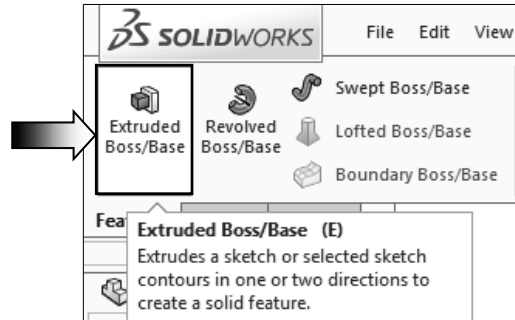 SOLIDWORKS File Edit View
Extruded Boss/Base
Revolved Boss/Base
Swept Boss/Base
Lofted Boss/Base
Boundary Boss/Base
Fea
Extruded Boss/Base (E)
Extrudes a sketch or selected sketch
contours in one or two directions to
create a solid feature.